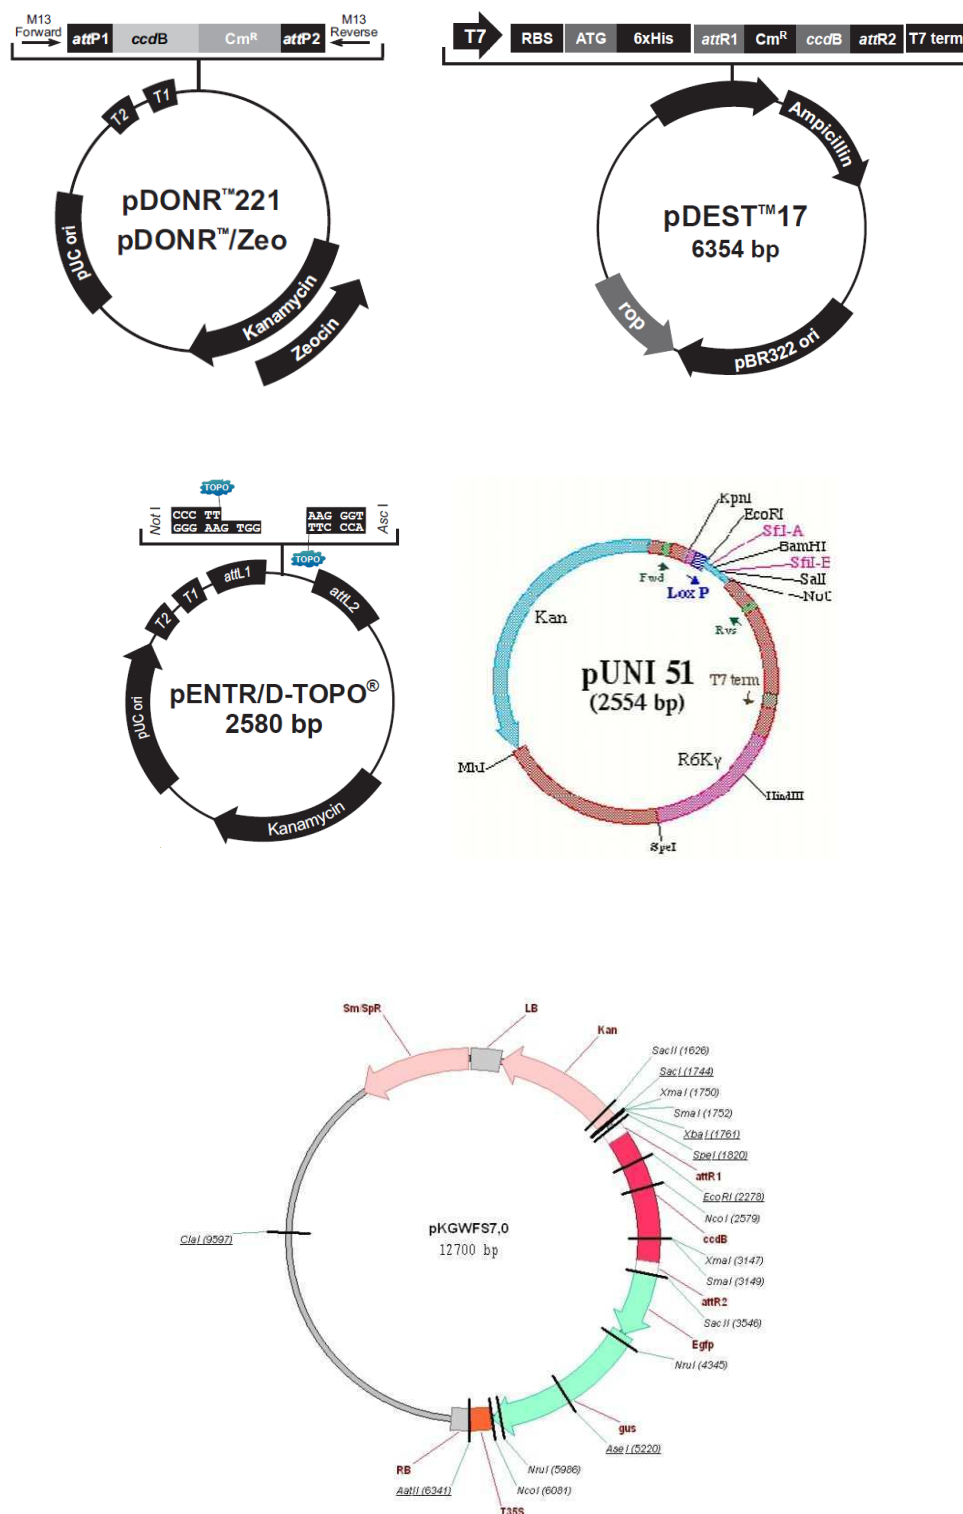 M13
Forward
attP1 ccdB CmR attP2
M13
Reverse
T2 T1
pUC ori
pDONR™221
pDONR™/Zeo
Kanamycin
Zeocin
T7 RBS ATG 6xHis attR1 CmR ccdB attR2 T7 term
Ampicillin
pDEST™17
6354 bp
rop
pBR322 ori
Not I
TOPO
CCC TT
GGG AAG TGG
AAG GGT
TTC CCA
TOPO
Asc I
T2 T1 attL1 attL2
pUC ori
pENTR/D-TOPO®
2580 bp
Kanamycin
KpnI
EcoRI
SfiI-A
BamHI
SfiI-B
SalI
Fwd
Lox P
Rvs
Kan
pUNI 51
(2554 bp)
T7 term
R6Kγ
MluI
HindIII
SpeI
Sm/SpR
LB
Kan
SacII (1626)
SacI (1744)
XmaI (1750)
SmaI (1752)
XbaI (1761)
SpeI (1820)
attR1
EcoRI (2278)
NcoI (2579)
ccdB
XmaI (3147)
SmaI (3149)
attR2
SacII (3546)
Egfp
NruI (4345)
pKGWFS7,0
12700 bp
ClaI (9597)
gus
AseI (5220)
RB
NruI (5986)
AatII (6341)
NcoI (6081)
T35S